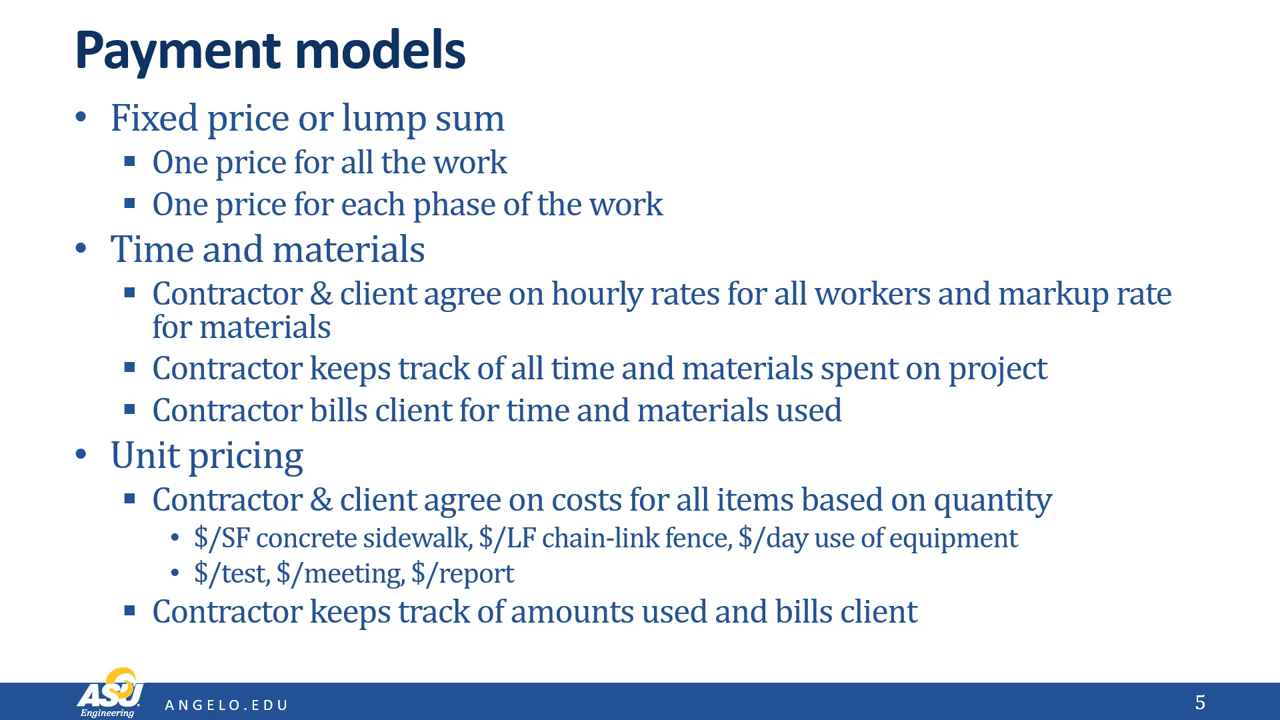 Payment models
• Fixed price or lump sum
▪ One price for all the work
▪ One price for each phase of the work
• Time and materials
▪ Contractor & client agree on hourly rates for all workers and markup rate
for materials
▪ Contractor keeps track of all time and materials spent on project
▪ Contractor bills client for time and materials used
• Unit pricing
▪ Contractor & client agree on costs for all items based on quantity
• $/SF concrete sidewalk, $/LF chain-link fence, $/day use of equipment
• $/test, $/meeting, $/report
▪ Contractor keeps track of amounts used and bills client
ASU
Engineering
ANGELO.EDU
5